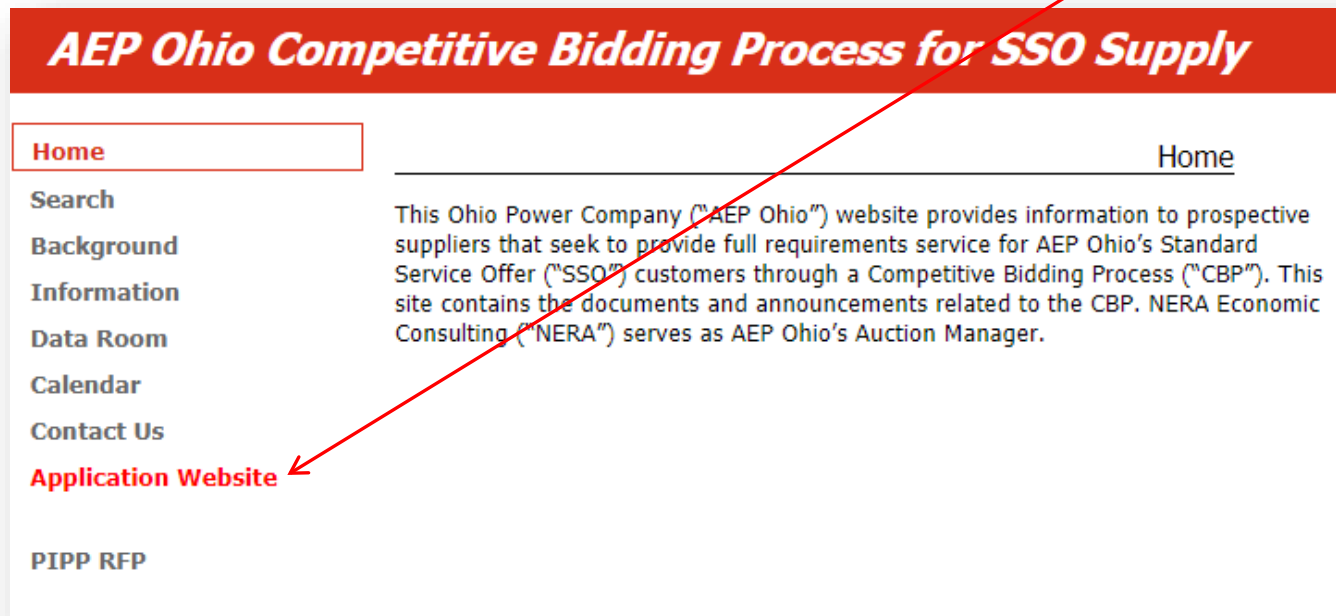 AEP Ohio Competitive Bidding Process for SSO Supply
Home
Search
Background
Information
Data Room
Calendar
Contact Us
Application Website
PIPP RFP
Home
This Ohio Power Company (“AEP Ohio”) website provides information to prospective
suppliers that seek to provide full requirements service for AEP Ohio’s Standard
Service Offer (“SSO”) customers through a Competitive Bidding Process (“CBP”). This
site contains the documents and announcements related to the CBP. NERA Economic
Consulting (“NERA”) serves as AEP Ohio’s Auction Manager.